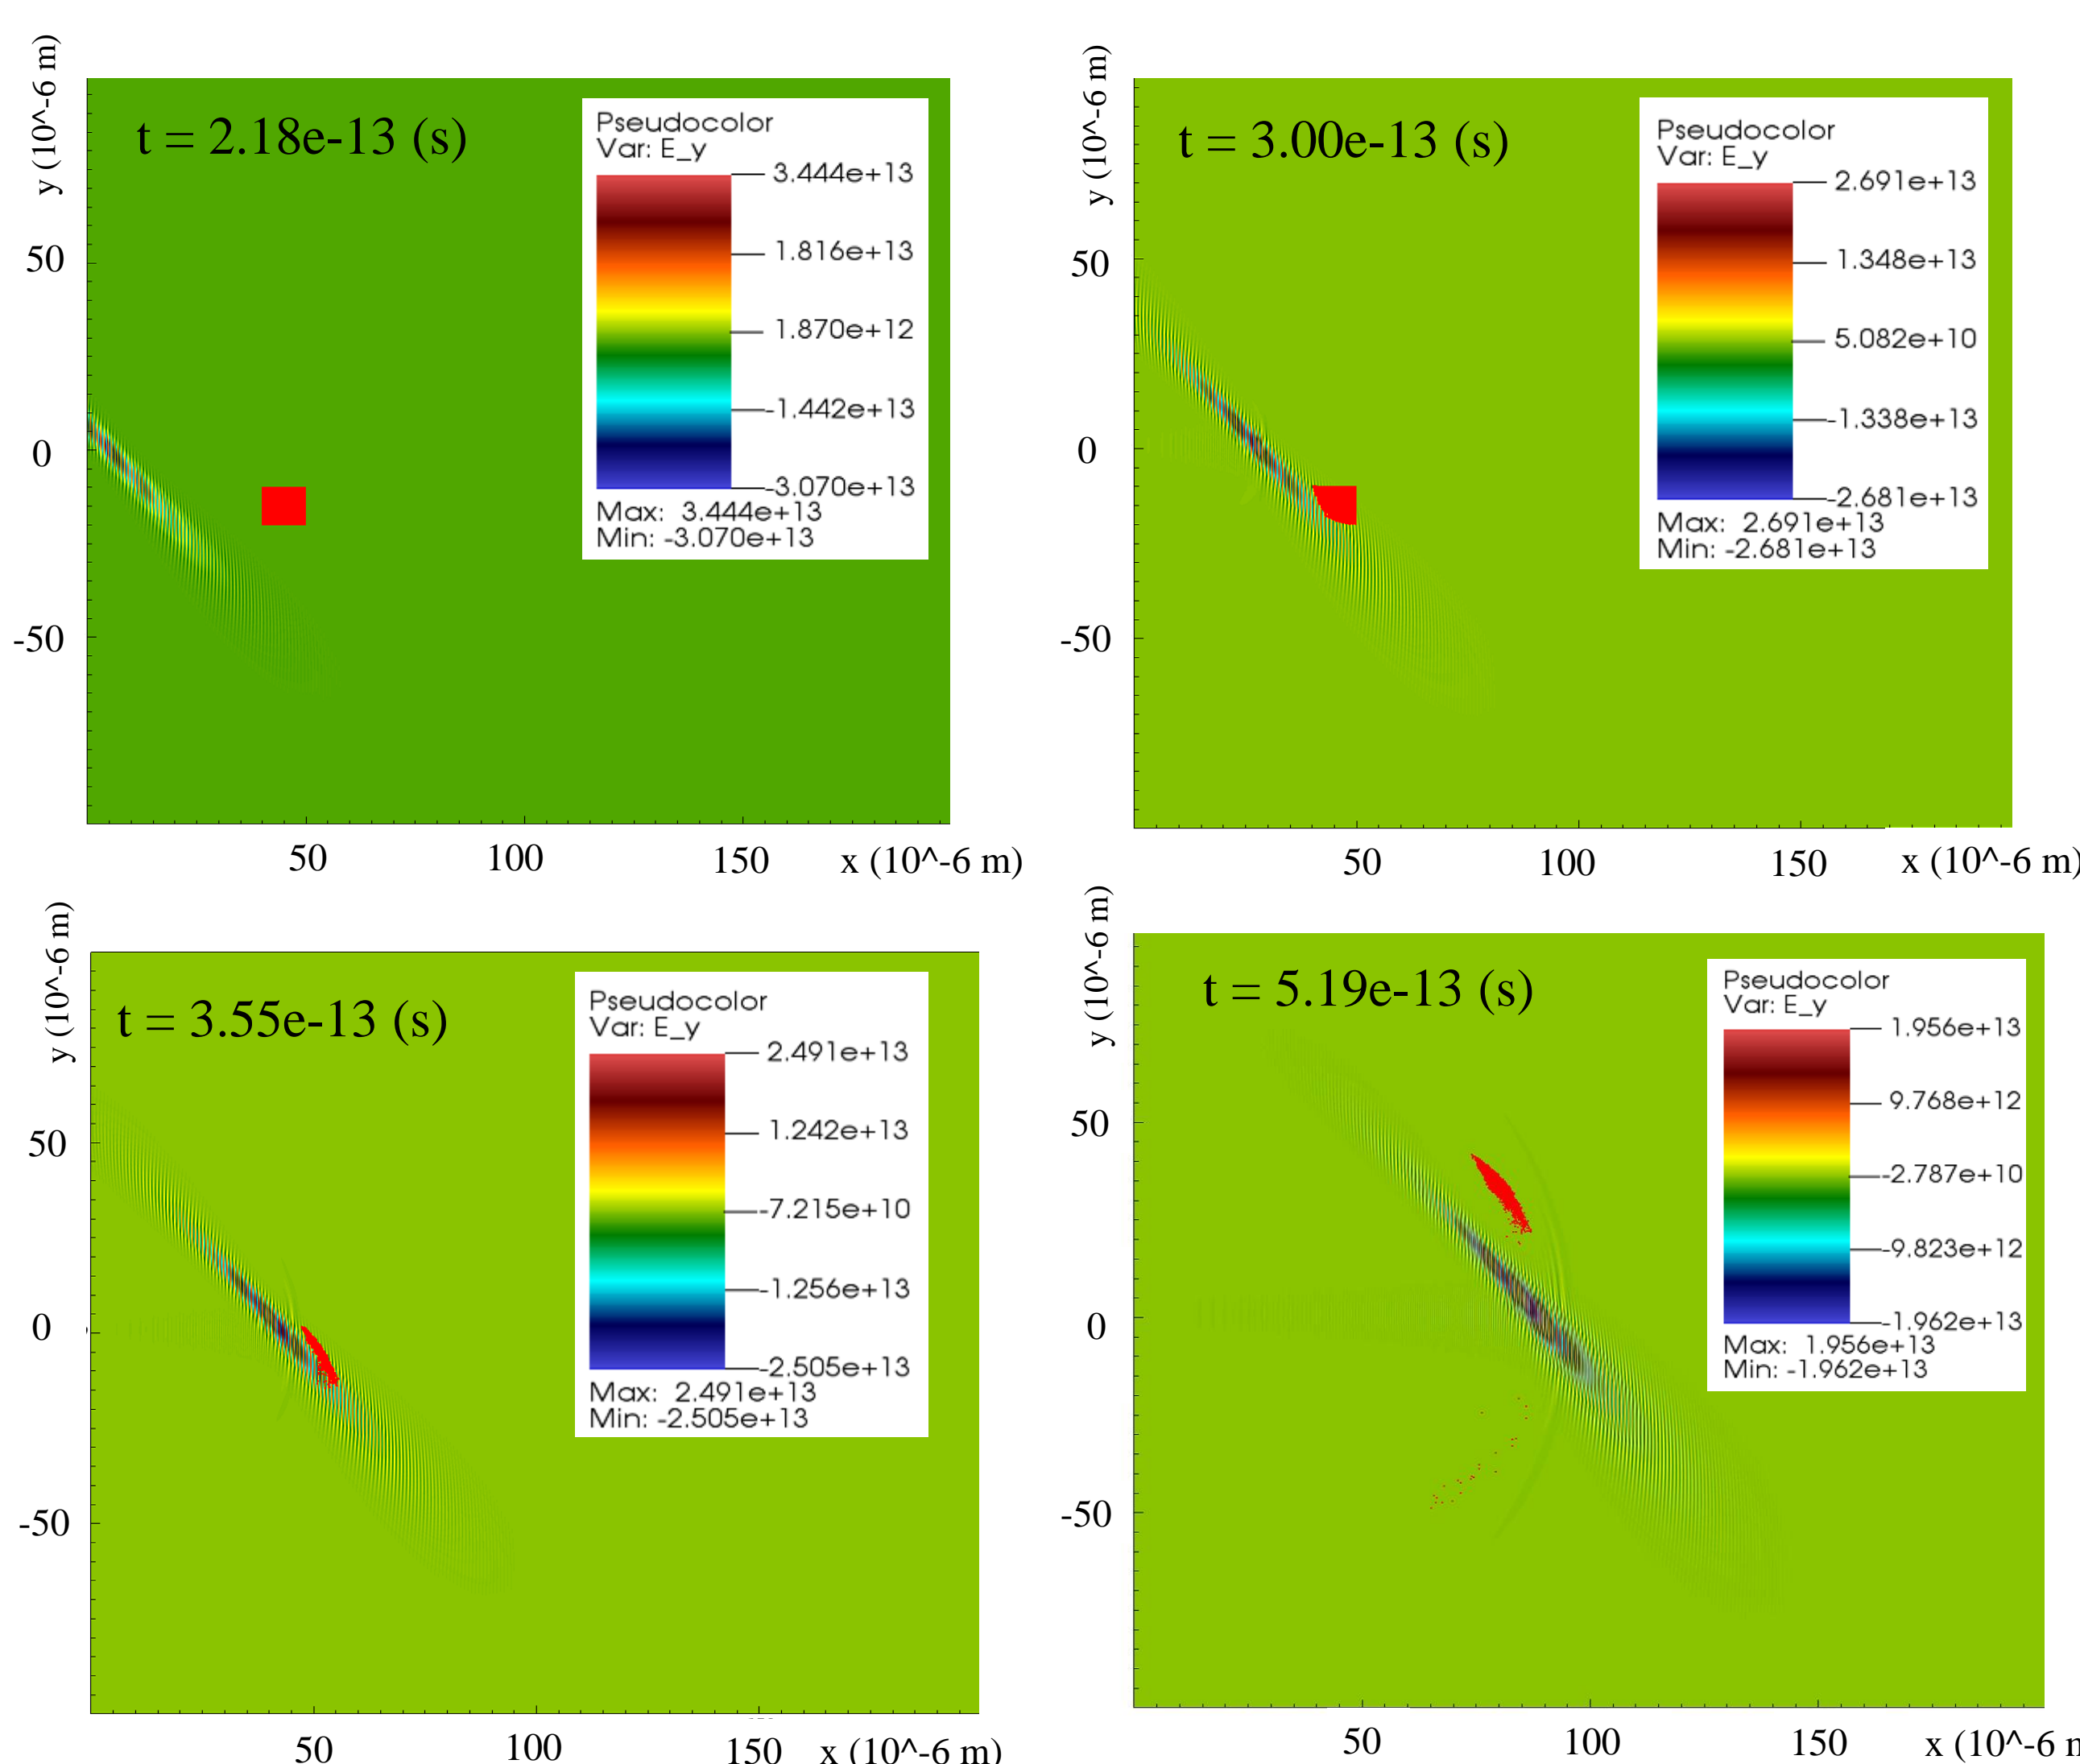 y (10^-6 m)
t = 2.18e-13 (s)
Pseudocolor
Var: E_y
3.444e+13
1.816e+13
1.870e+12
-1.442e+13
-3.070e+13
Max: 3.444e+13
Min: -3.070e+13
50
0
-50
50
100
150
x (10^-6 m)
y (10^-6 m)
t = 3.00e-13 (s)
Pseudocolor
Var: E_y
2.691e+13
1.348e+13
5.082e+10
-1.338e+13
-2.681e+13
Max: 2.691e+13
Min: -2.681e+13
50
0
-50
50
100
150
x (10^-6 m)
y (10^-6 m)
t = 3.55e-13 (s)
Pseudocolor
Var: E_y
2.491e+13
1.242e+13
-7.215e+10
-1.256e+13
-2.505e+13
Max: 2.491e+13
Min: -2.505e+13
50
0
-50
50
100
150
x (10^-6 m)
y (10^-6 m)
t = 5.19e-13 (s)
Pseudocolor
Var: E_y
1.956e+13
9.768e+12
-2.787e+10
-9.823e+12
-1.962e+13
Max: 1.956e+13
Min: -1.962e+13
50
0
-50
50
100
150
x (10^-6 m